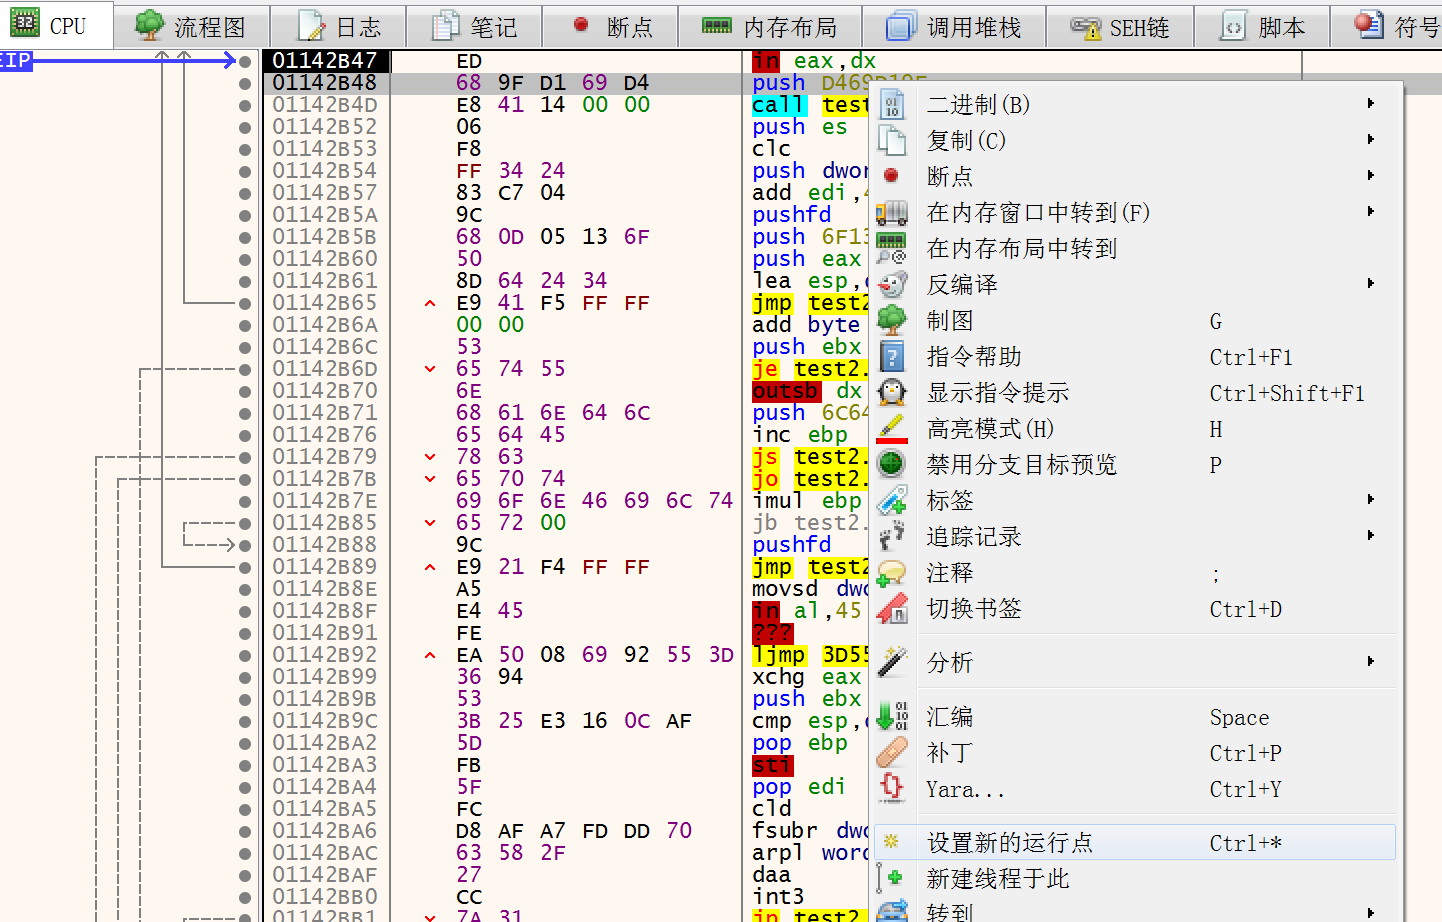 CPU 流程图 日志 笔记 断点 内存布局 调用堆栈 SEH链 脚本 符号
EIP 01142B47 ED in eax,dx
01142B48 68 9F D1 69 D4 push D469D19F
01142B4D E8 41 14 00 00 call test
01142B52 06 push es
01142B53 F8 clc
01142B54 FF 34 24 push dwor
01142B57 83 C7 04 add edi,4
01142B5A 9C pushfd
01142B5B 68 0D 05 13 6F push 6F13
01142B60 50 push eax
01142B61 8D 64 24 34 lea esp,
01142B65 E9 41 F5 FF FF jmp test2
01142B6A 00 00 add byte
01142B6C 53 push ebx
01142B6D 65 74 55 je test2.
01142B70 6E outsb dx
01142B71 68 61 6E 64 6C push 6C64
01142B76 65 64 45 inc ebp
01142B79 78 63 js test2.
01142B7B 65 70 74 jo test2.
01142B7E 69 6F 6E 46 69 6C 74 imul ebp
01142B85 65 72 00 jb test2.
01142B88 9C pushfd
01142B89 E9 21 F4 FF FF jmp test2
01142B8E A5 movsd dwo
01142B8F E4 45 in al,45
01142B91 FE ???
01142B92 EA 50 08 69 92 55 3D ljmp 3D55
01142B99 36 94 xchg eax
01142B9B 53 push ebx
01142B9C 3B 25 E3 16 0C AF cmp esp,
01142BA2 5D pop ebp
01142BA3 FB sti
01142BA4 5F pop edi
01142BA5 FC cld
01142BA6 D8 AF A7 FD DD 70 fsubr dwo
01142BAC 63 58 2F arpl word
01142BAF 27 daa
01142BB0 CC int3
01142BB1 7A 31 jp test2
二进制(B)
复制(C)
断点
在内存窗口中转到(F)
在内存布局中转到
反编译
制图 G
指令帮助 Ctrl+F1
显示指令提示 Ctrl+Shift+F1
高亮模式(H) H
禁用分支目标预览 P
标签
追踪记录
注释 ;
切换书签 Ctrl+D
分析
汇编 Space
补丁 Ctrl+P
Yara... Ctrl+Y
设置新的运行点 Ctrl+*
新建线程于此
转到